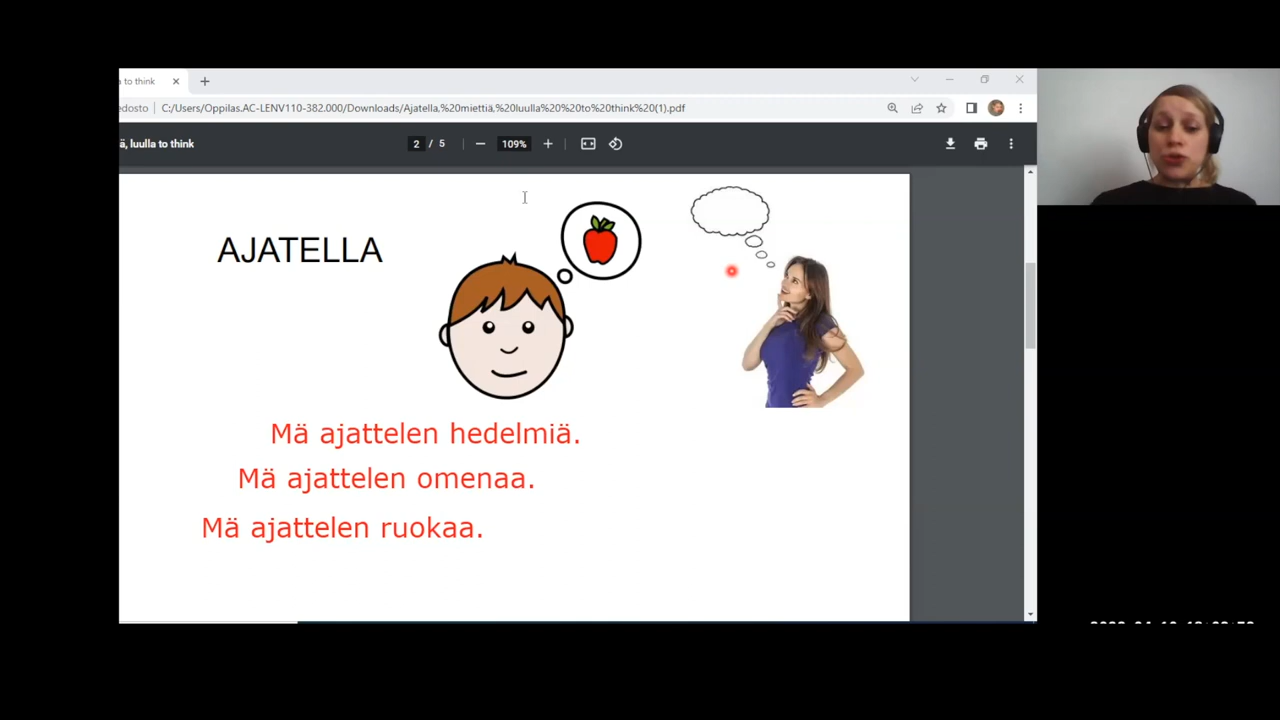 to think
edosto
C:/Users/Oppilas.AC-LENV110-382.000/Downloads/Ajatella,%20miettiä,%20luulla%20%20to%20think%20(1).pdf
ä, luulla to think
2 / 5
109%
AJATELLA
Mä ajattelen hedelmiä.
Mä ajattelen omenaa.
Mä ajattelen ruokaa.